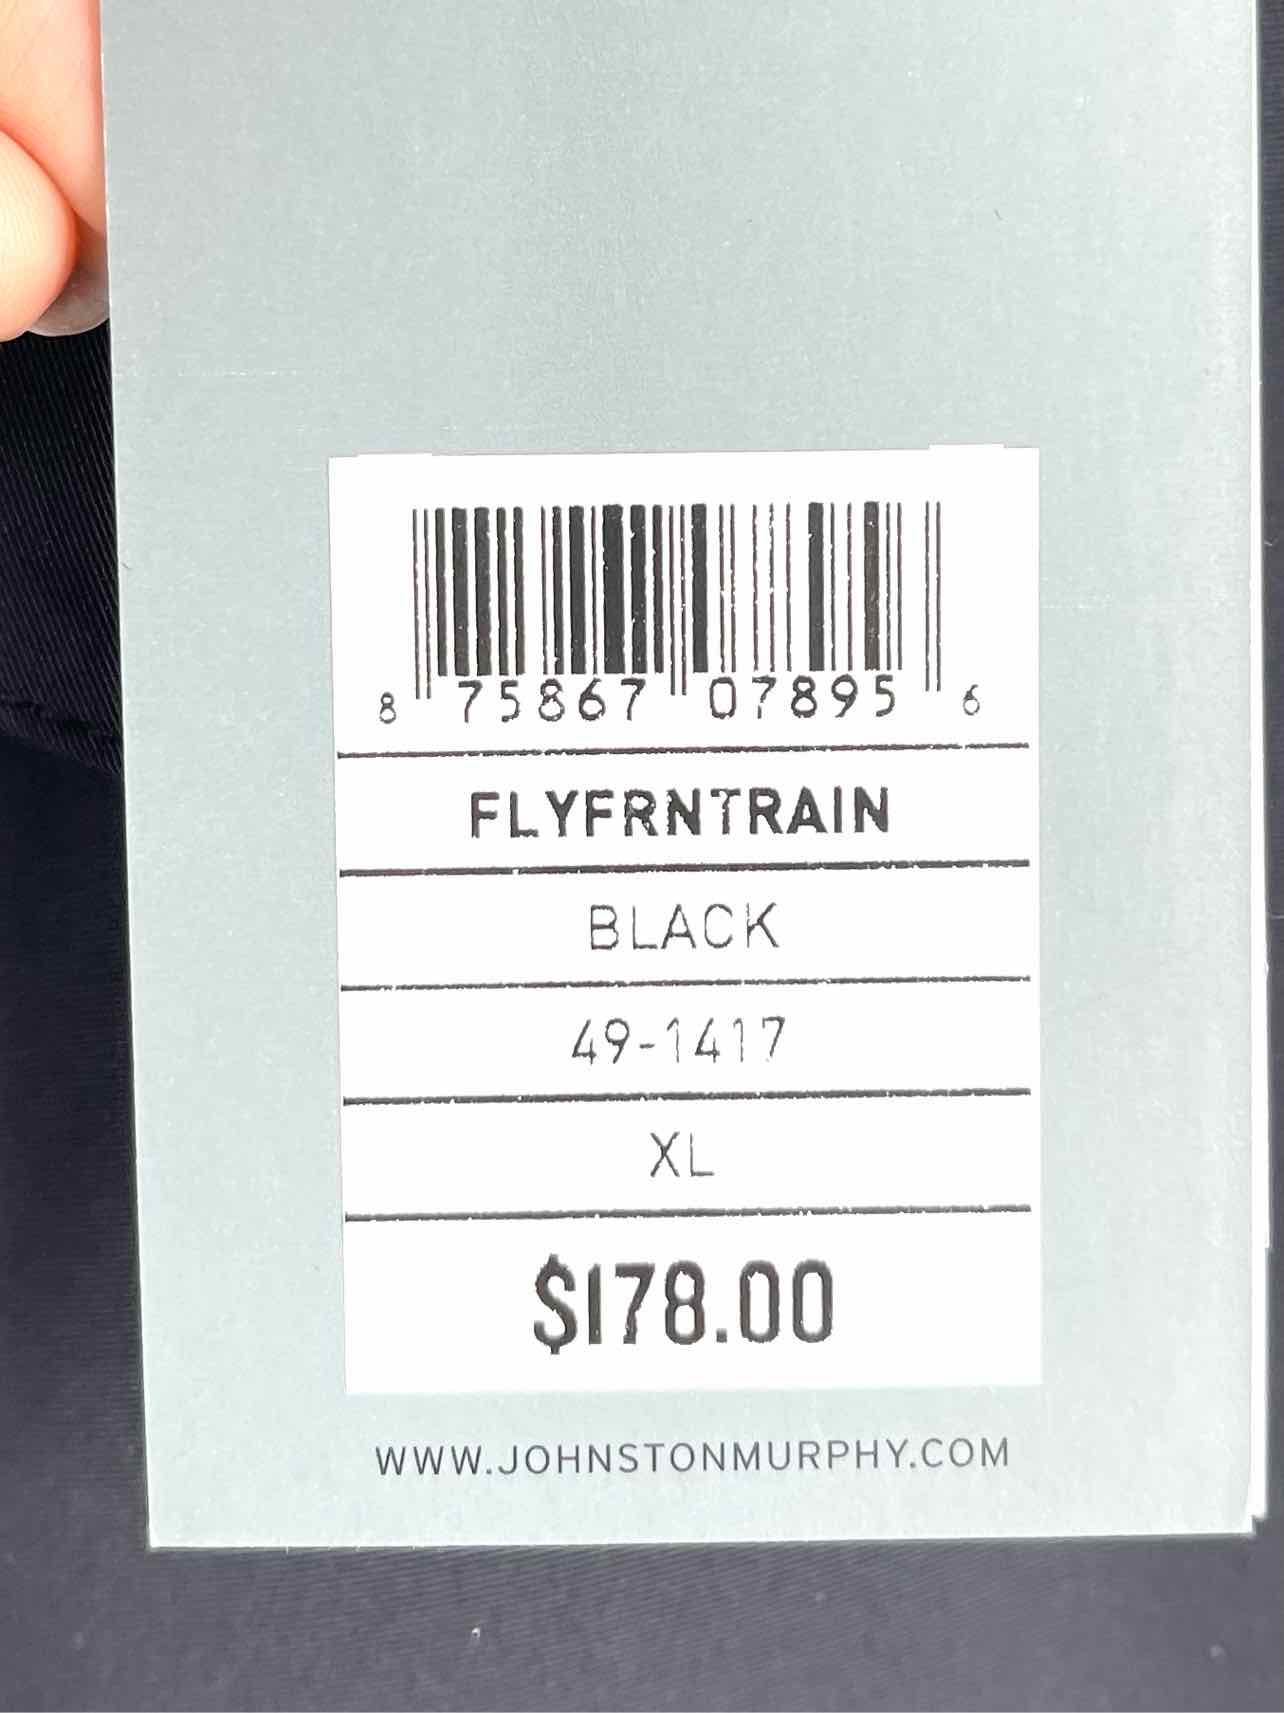 8 75867 07895 6
FLYFRNTRAIN
BLACK
49-1417
XL
$178.00
WWW.JOHNSTONMURPHY.COM